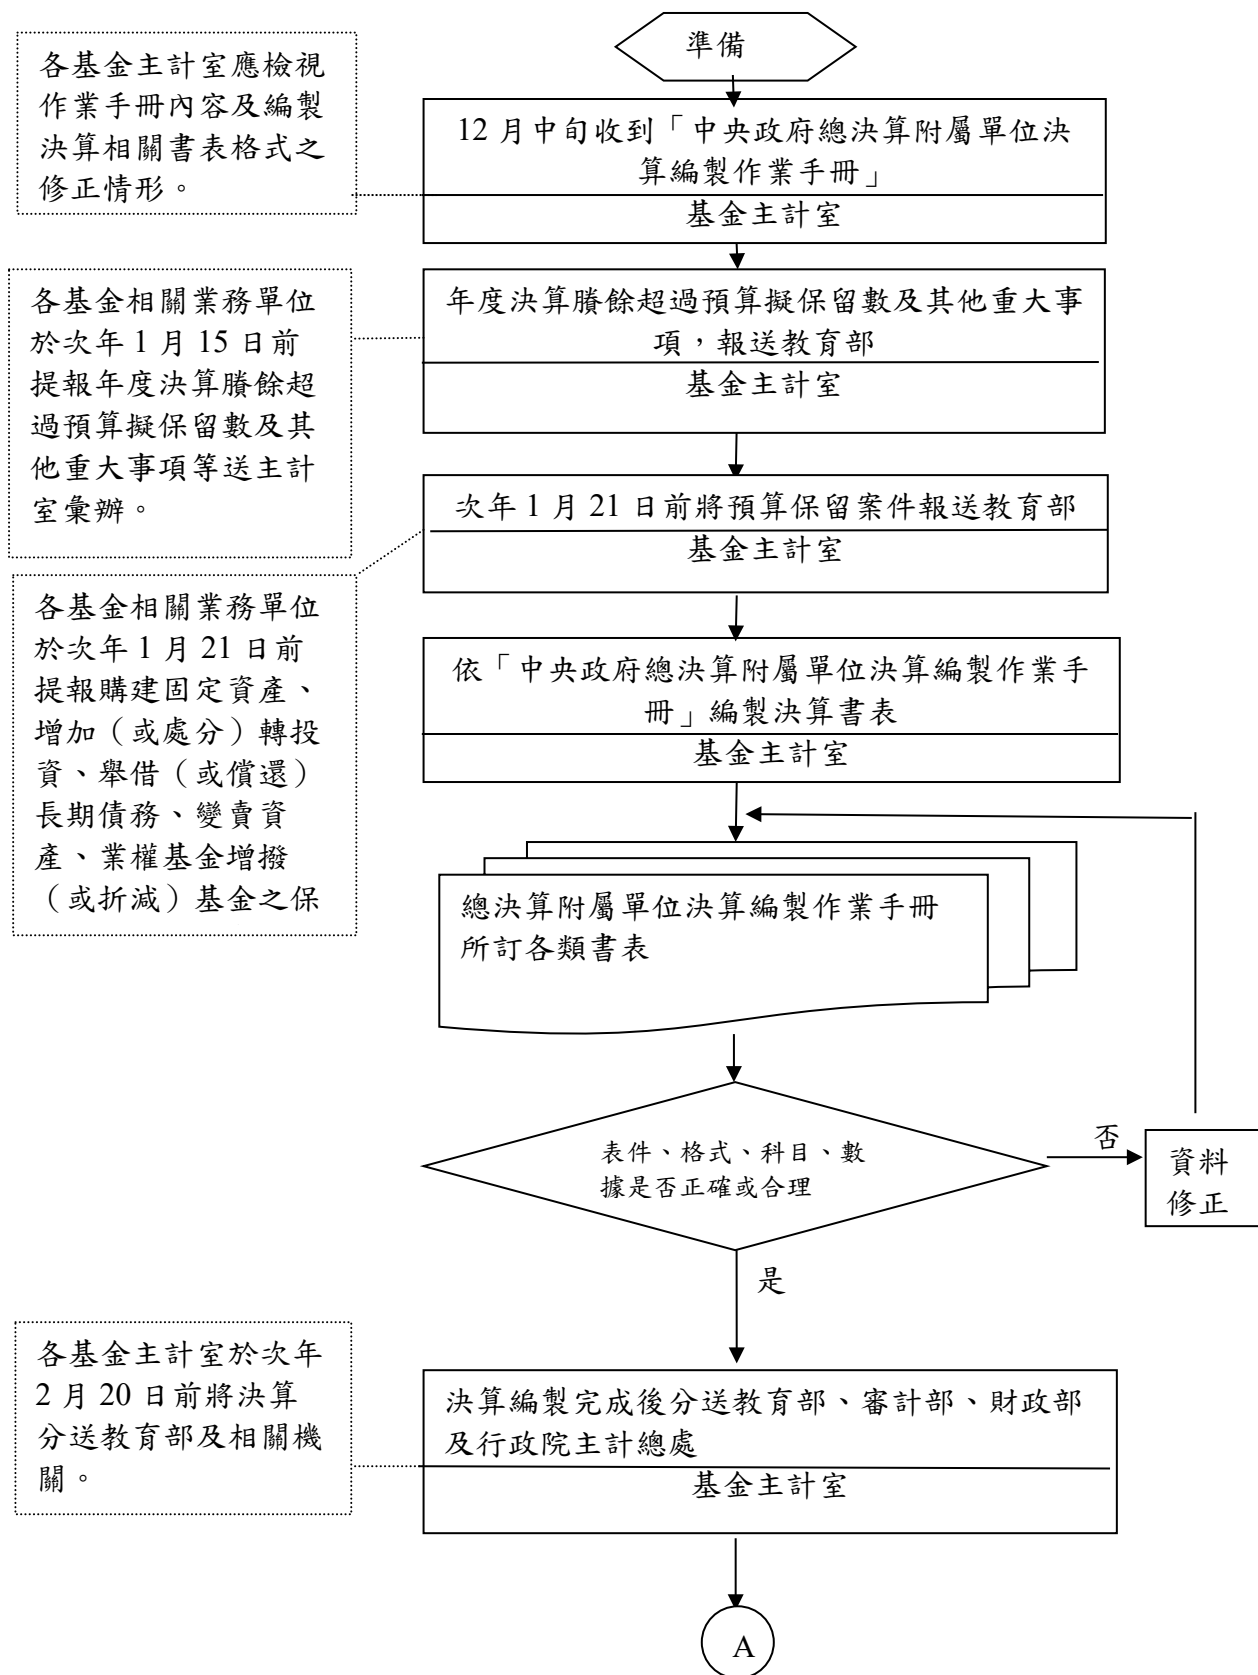 準備
各基金主計室應檢視
作業手冊內容及編製
決算相關書表格式之
修正情形。
12 月中旬收到「中央政府總決算附屬單位決
算編製作業手冊」
基金主計室
各基金相關業務單位
於次年 1 月 15 日前
提報年度決算賸餘超
過預算擬保留數及其
他重大事項等送主計
室彙辦。
年度決算賸餘超過預算擬保留數及其他重大事
項，報送教育部
基金主計室
次年 1 月 21 日前將預算保留案件報送教育部
基金主計室
各基金相關業務單位
於次年 1 月 21 日前
提報購建固定資產、
增加（或處分）轉投
資、舉借（或償還）
長期債務、變賣資
產、業權基金增撥
（或折減）基金之保
依「中央政府總決算附屬單位決算編製作業手
冊」編製決算書表
基金主計室
總決算附屬單位決算編製作業手冊
所訂各類書表
表件、格式、科目、數
據是否正確或合理
否
資料
修正
是
各基金主計室於次年
2 月 20 日前將決算
分送教育部及相關機
關。
決算編製完成後分送教育部、審計部、財政部
及行政院主計總處
基金主計室
A